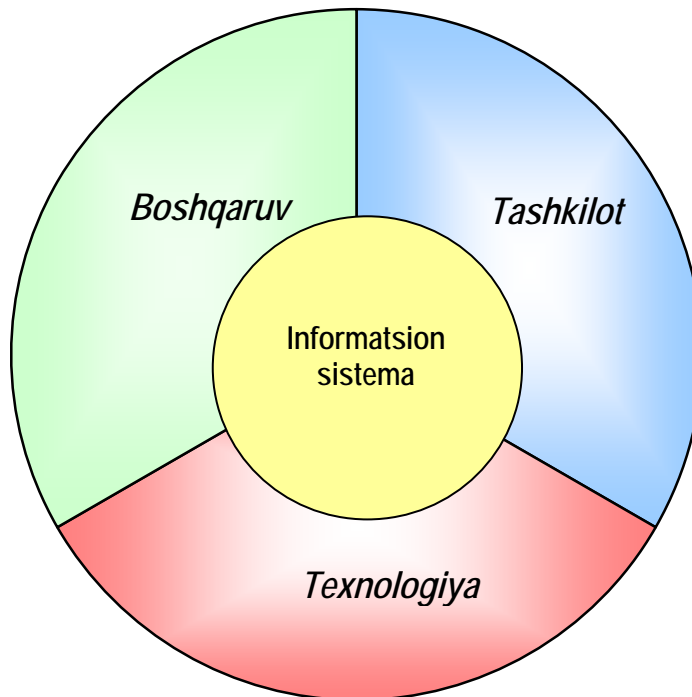 Boshqaruv
Tashkilot
Informatsion
sistema
Texnologiya